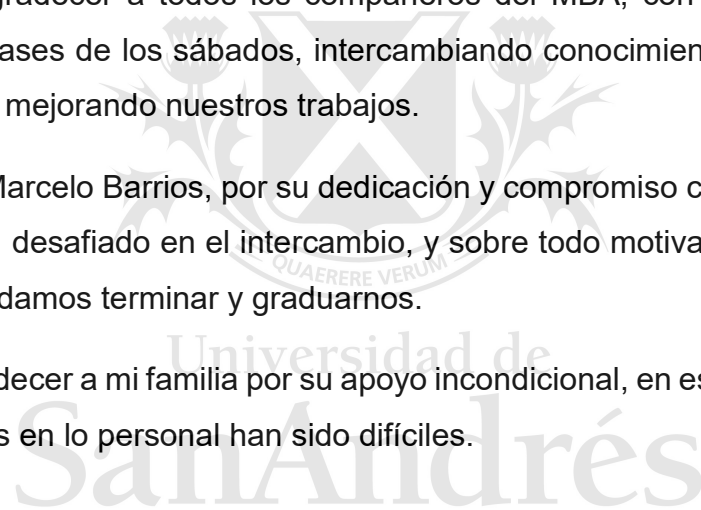 gradecer a todos los compañeros del MBA, con
ases de los sábados, intercambiando conocimien
mejorando nuestros trabajos.
Marcelo Barrios, por su dedicación y compromiso c
desafiado en el intercambio, y sobre todo motiva
QUAERERE VERUM
damos terminar y graduarnos.
Universidad de
decer a mi familia por su apoyo incondicional, en es
s en lo personal han sido difíciles.
SanAndrés